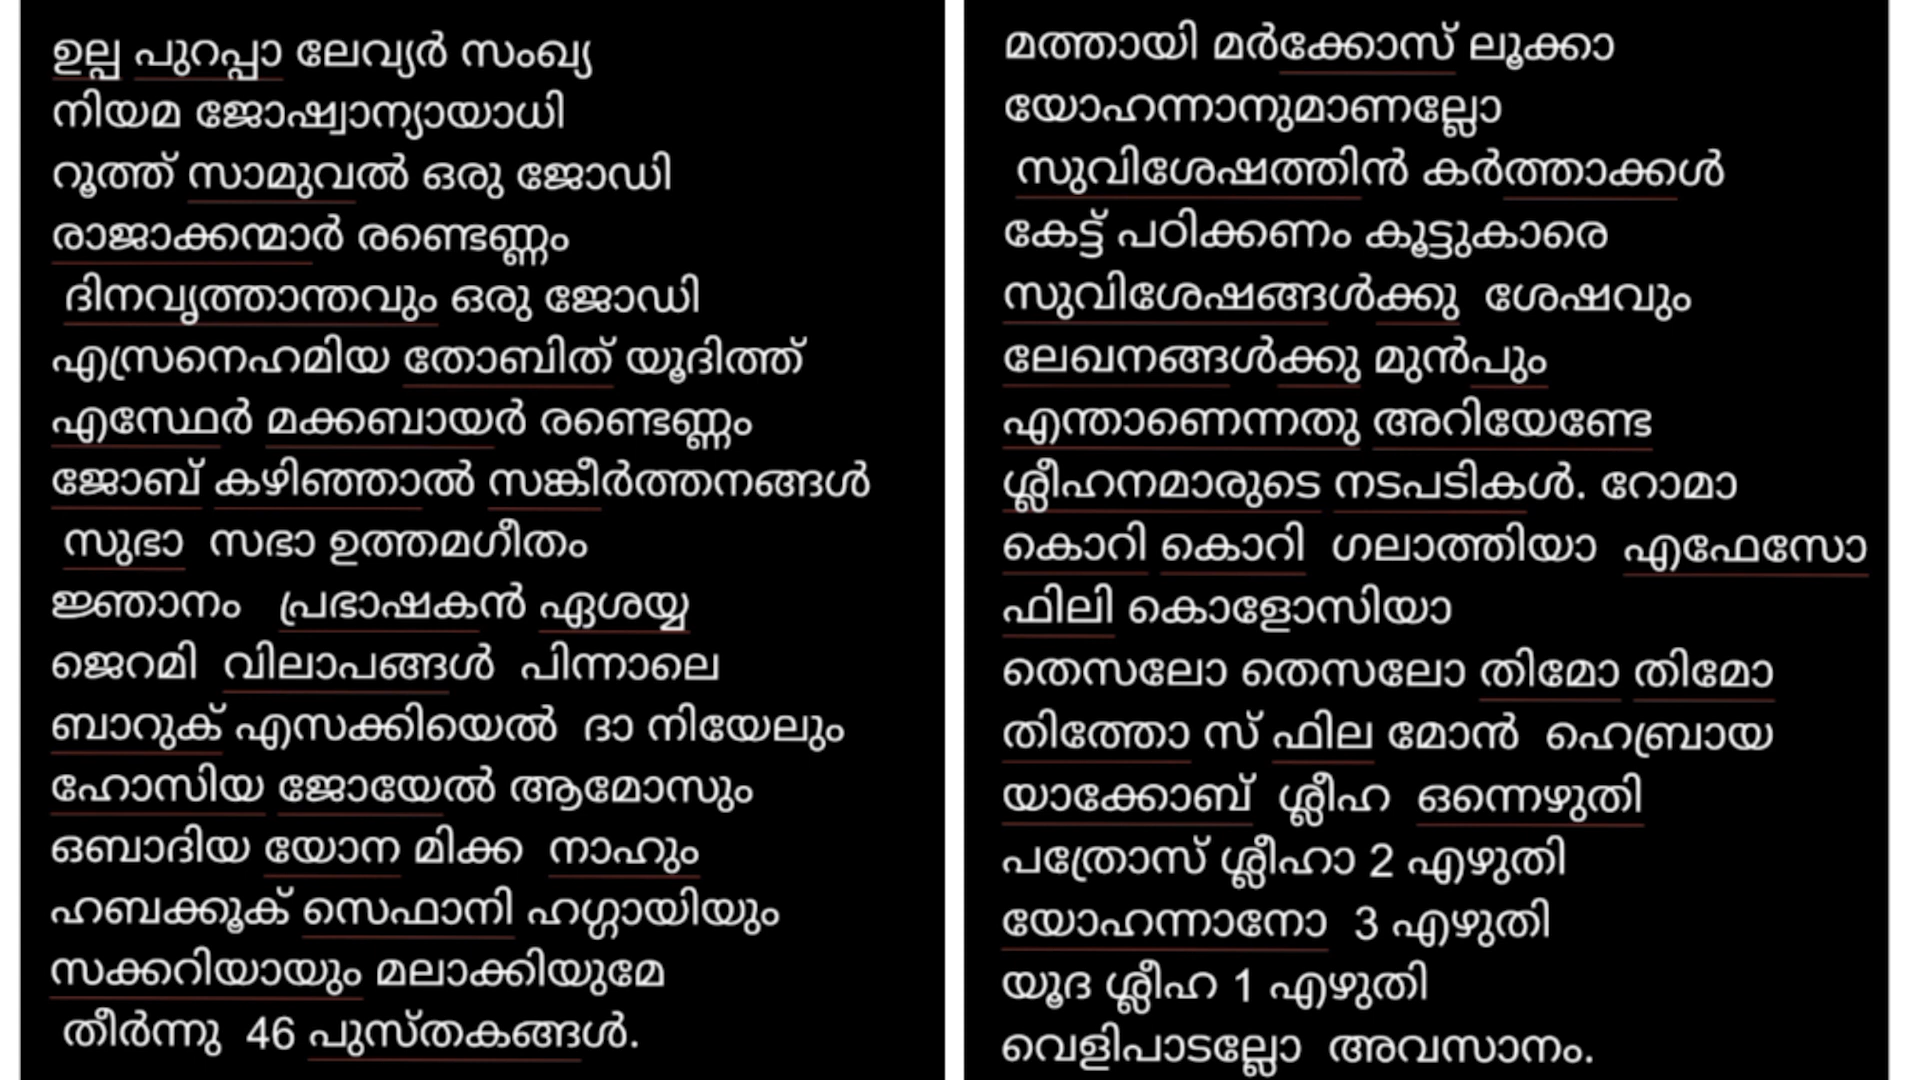 ഉല്പ പുറപ്പാ ലേവ്യർ സംഖ്യ
നിയമ ജോഷ്വാന്യായാധി
റൂത്ത് സാമുവൽ ഒരു ജോഡി
രാജാക്കന്മാർ രണ്ടെണ്ണം
ദിനവൃത്താന്തവും ഒരു ജോഡി
എസ്രനെഹമിയ തോബിത് യൂദിത്ത്
എസ്ഥേർ മക്കബായർ രണ്ടെണ്ണം
ജോബ് കഴിഞ്ഞാൽ സങ്കീർത്തനങ്ങൾ
സുഭാ സഭാ ഉത്തമഗീതം
ജ്ഞാനം പ്രഭാഷകൻ ഏശയ്യ
ജെറമി വിലാപങ്ങൾ പിന്നാലെ
ബാറുക് എസക്കിയെൽ ദാ നിയേലും
ഹോസിയ ജോയേൽ ആമോസും
ഒബാദിയ യോന മിക്ക നാഹും
ഹബക്കൂക് സെഫാനി ഹഗ്ഗായിയും
സക്കറിയായും മലാക്കിയുമേ
തീർന്നു 46 പുസ്തകങ്ങൾ.
മത്തായി മർക്കോസ് ലൂക്കാ
യോഹന്നാനുമാണല്ലോ
സുവിശേഷത്തിൻ കർത്താക്കൾ
കേട്ട് പഠിക്കണം കൂട്ടുകാരെ
സുവിശേഷങ്ങൾക്കു ശേഷവും
ലേഖനങ്ങൾക്കു മുൻപും
എന്താണെന്നതു അറിയേണ്ടേ
ശ്ലീഹനമാരുടെ നടപടികൾ. റോമാ
കൊറി കൊറി ഗലാത്തിയാ എഫേസോ
ഫിലി കൊളോസിയാ
തെസലോ തെസലോ തിമോ തിമോ
തിത്തോ സ് ഫില മോൻ ഹെബ്രായ
യാക്കോബ് ശ്ലീഹ ഒന്നെഴുതി
പത്രോസ് ശ്ലീഹാ 2 എഴുതി
യോഹന്നാനോ 3 എഴുതി
യൂദ ശ്ലീഹ 1 എഴുതി
വെളിപാടല്ലോ അവസാനം.